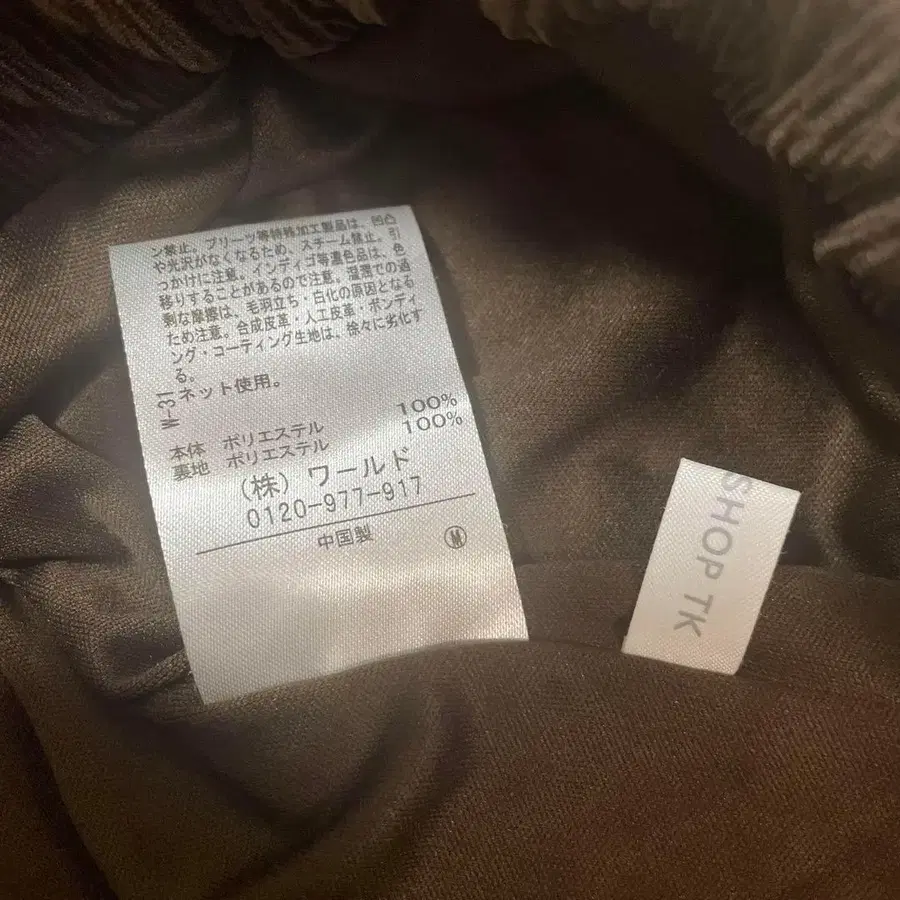 ン禁止。プリーツ等特殊加工製品は、凹凸
や光沢がなくなるため、スチーム禁止。引
っかけに注意。インディゴ等濃色品は、色
移りすることがあるので注意。湿潤での過
剰な摩擦は、毛羽立ち・白化の原因となる
ため注意。合成皮革・人工皮革・ボンディ
ング・コーティング生地は、徐々に劣化す
る。
W-31 ネット使用。
本体 ポリエステル 100%
裏地 ポリエステル 100%
(株) ワールド
0120-977-917
中国製 Ⓜ
SHOP TK